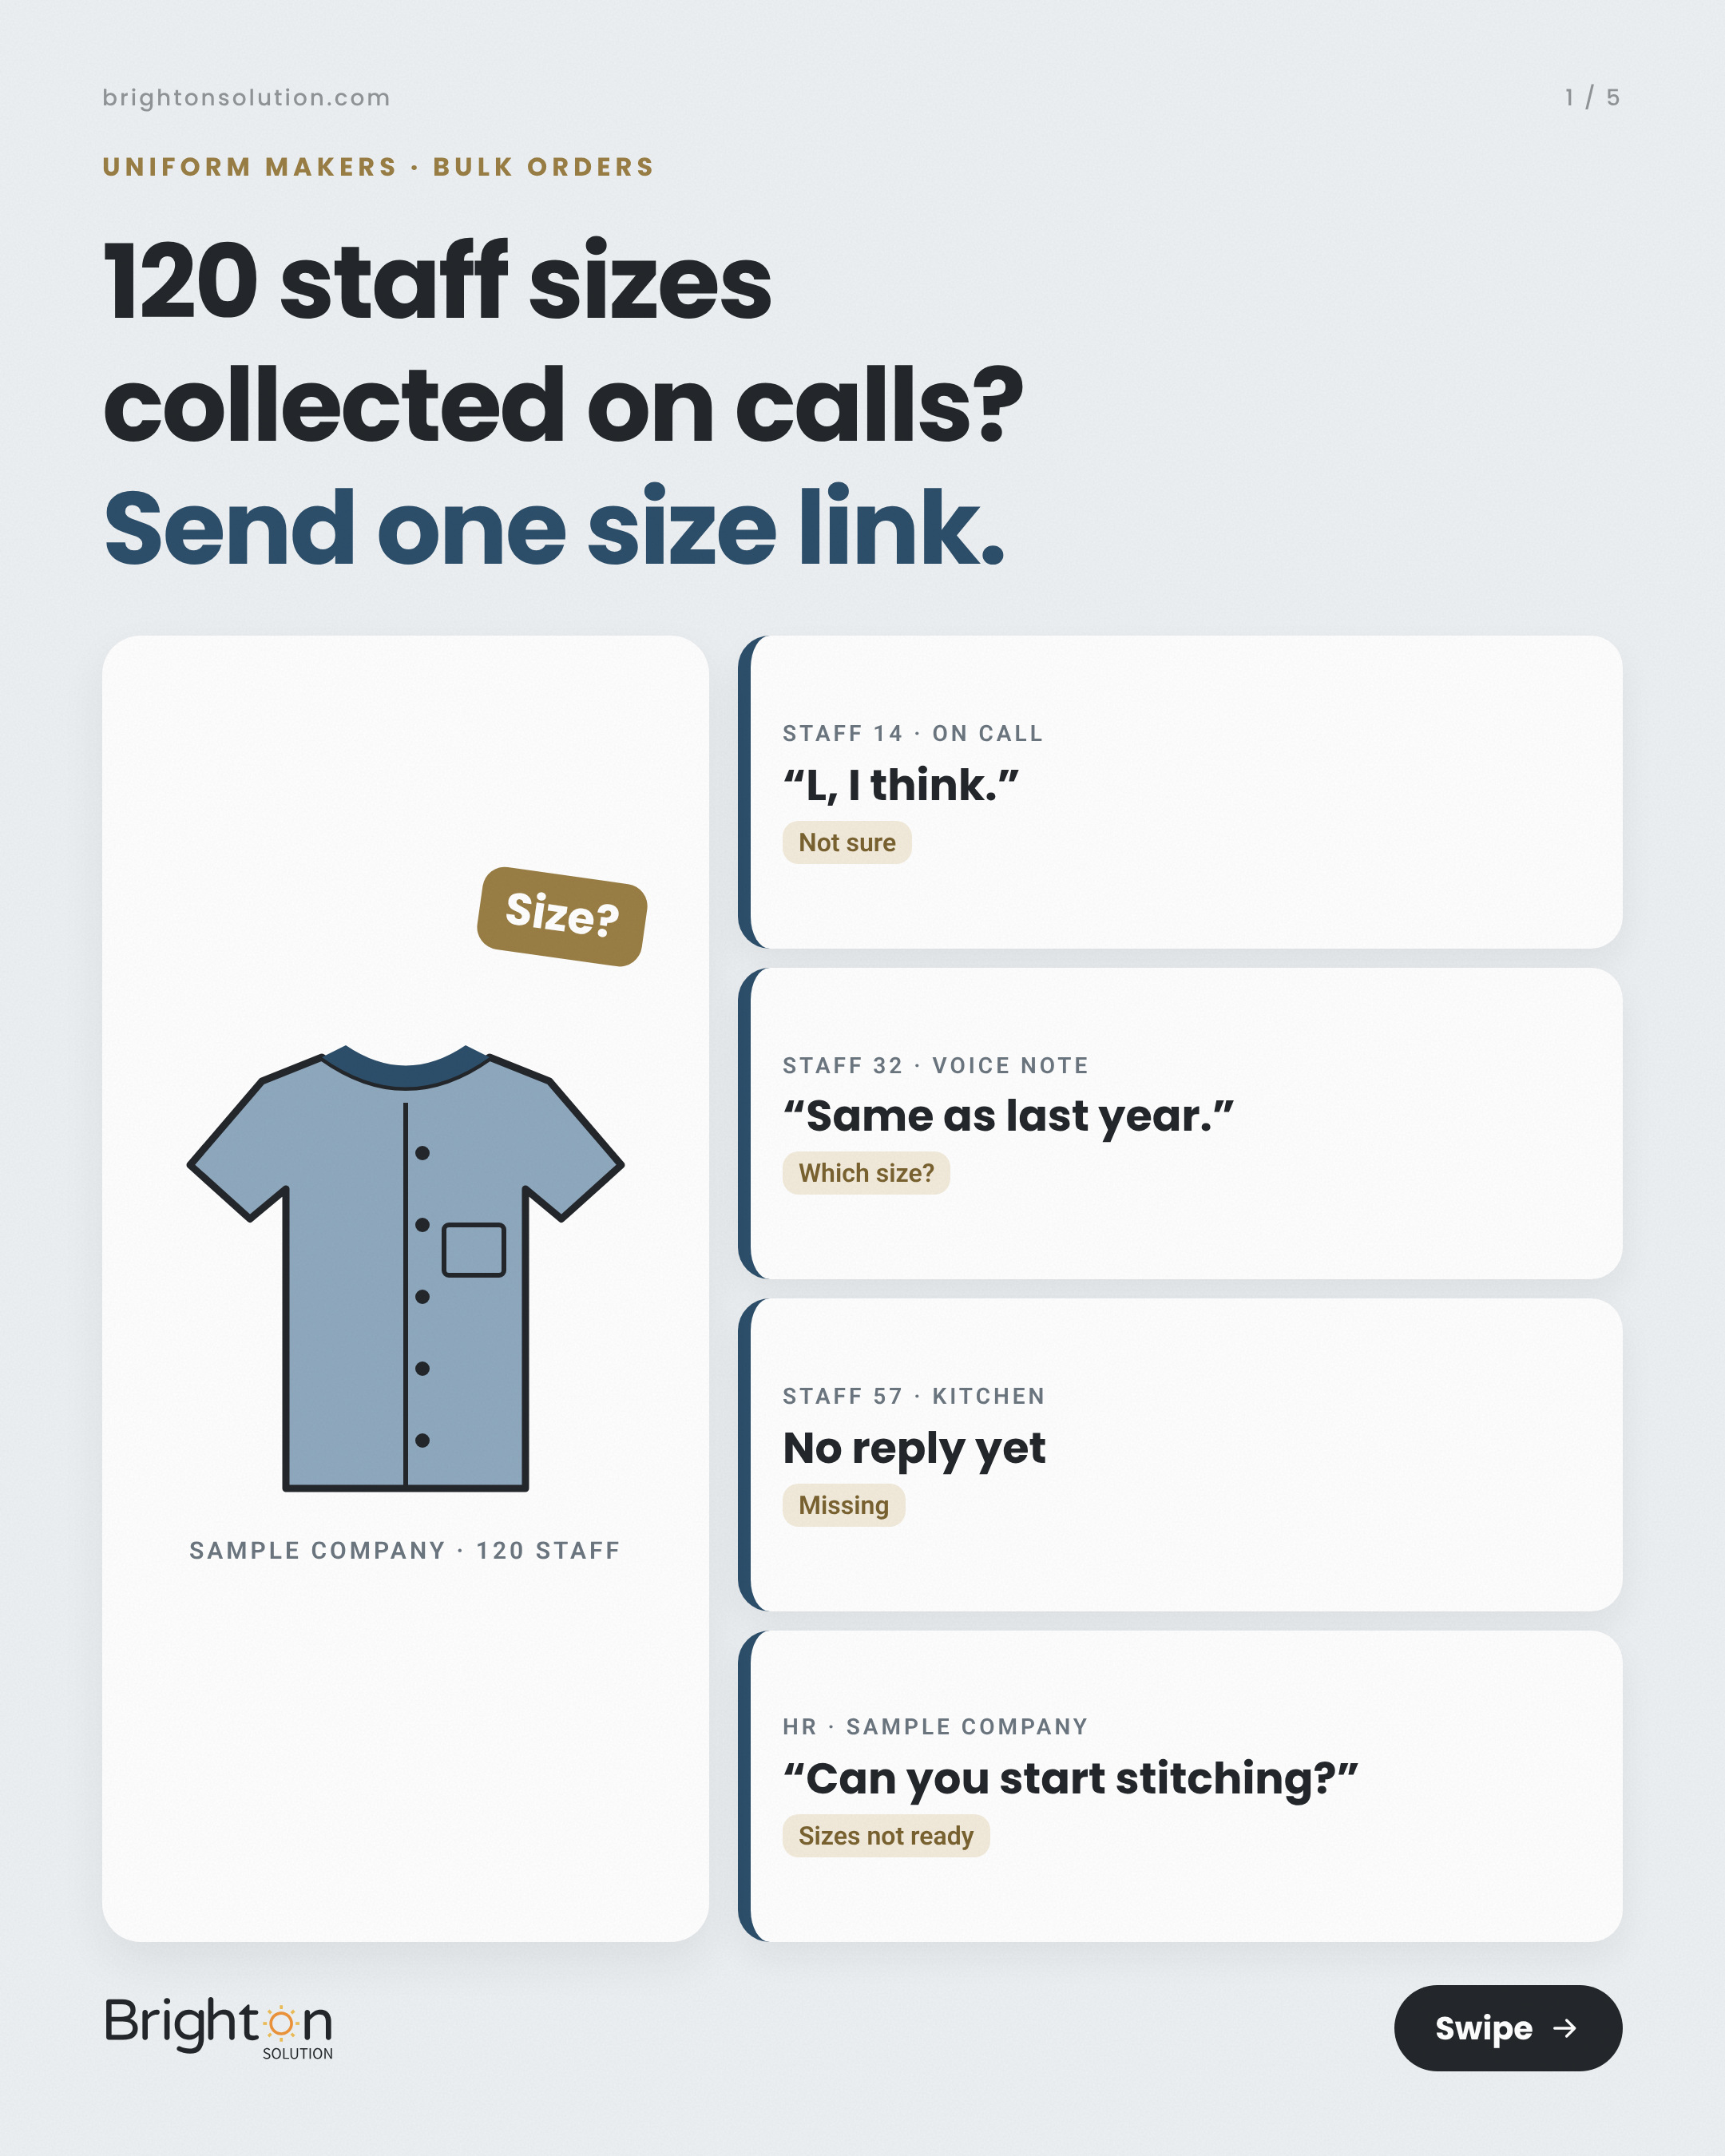 brightonsolution.com
1 / 5
UNIFORM MAKERS · BULK ORDERS
120 staff sizes
collected on calls?
Send one size link.
Size?
SAMPLE COMPANY · 120 STAFF
STAFF 14 · ON CALL
“L, I think.”
Not sure
STAFF 32 · VOICE NOTE
“Same as last year.”
Which size?
STAFF 57 · KITCHEN
No reply yet
Missing
HR · SAMPLE COMPANY
“Can you start stitching?”
Sizes not ready
Brighton
SOLUTION
Swipe →